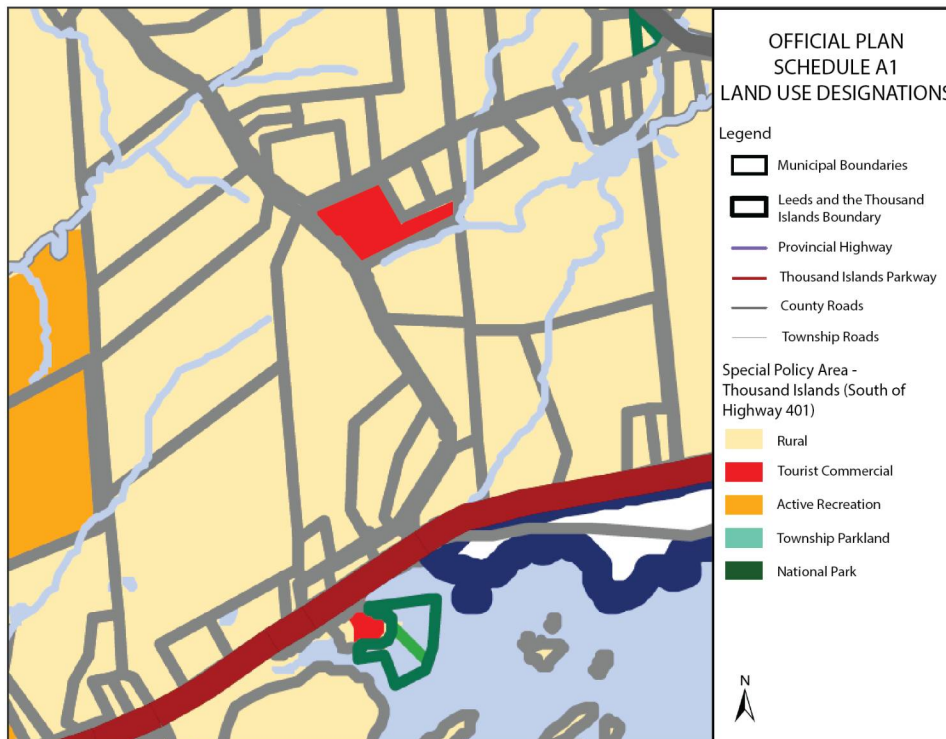 OFFICIAL PLAN
SCHEDULE A1
LAND USE DESIGNATIONS
Legend
Municipal Boundaries
Leeds and the Thousand
Islands Boundary
Provincial Highway
Thousand Islands Parkway
County Roads
Township Roads
Special Policy Area -
Thousand Islands (South of
Highway 401)
Rural
Tourist Commercial
Active Recreation
Township Parkland
National Park
N